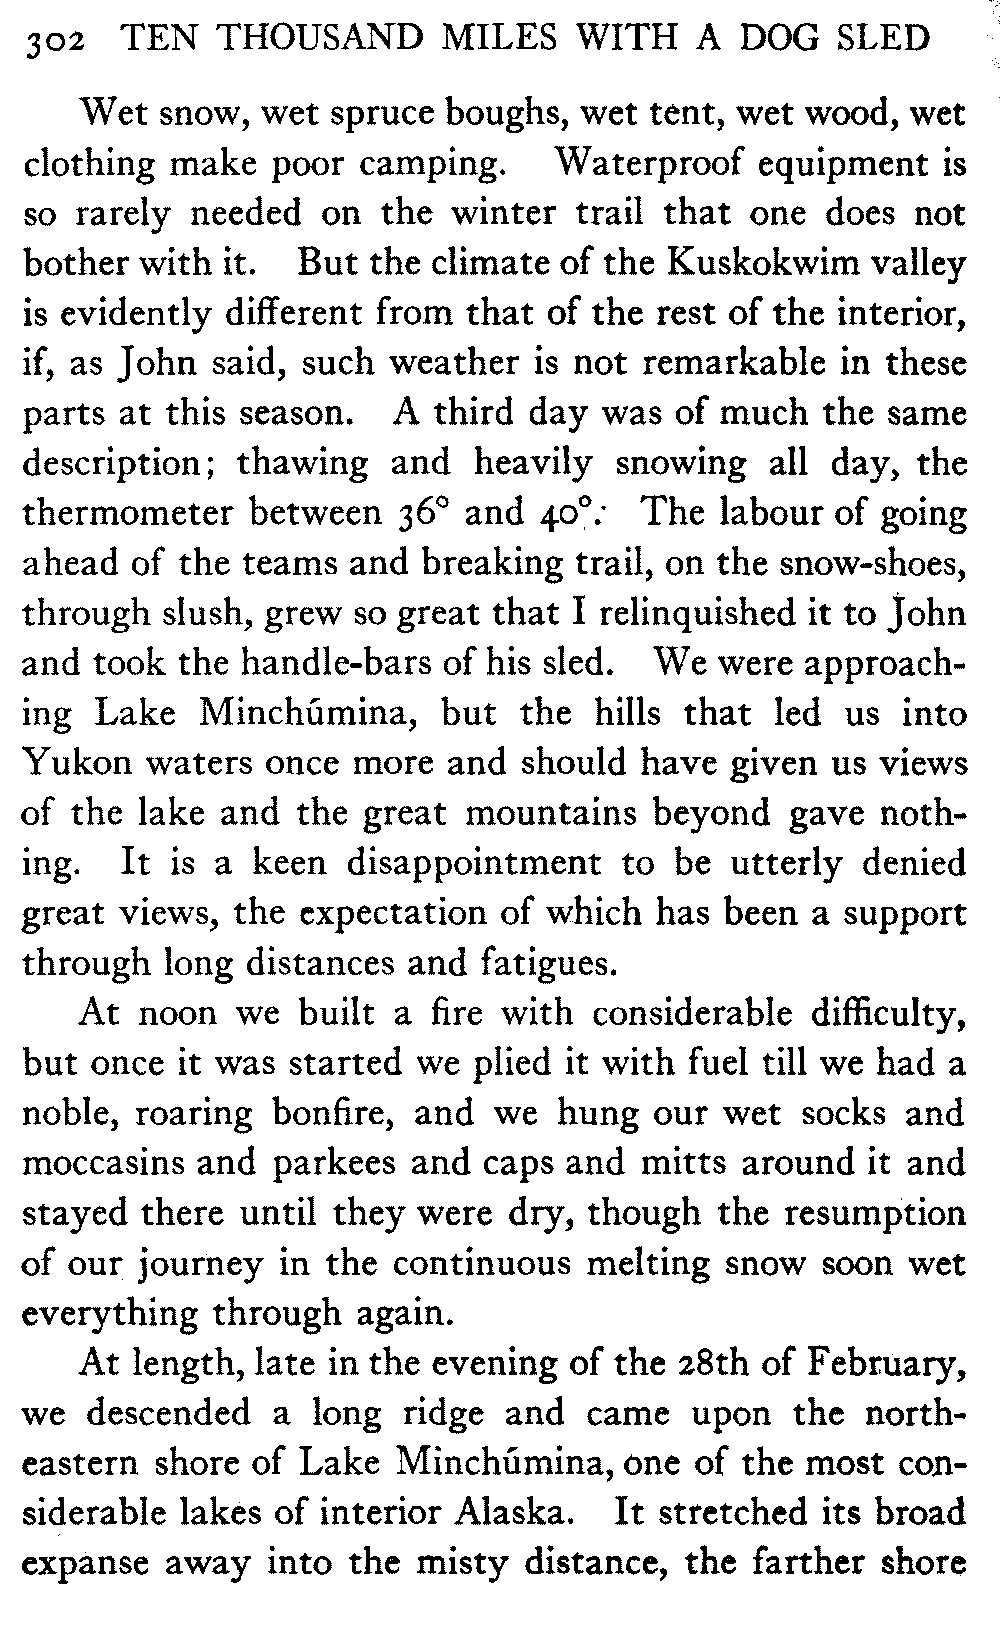 302 TEN THOUSAND MILES WITH A DOG SLED
Wet snow, wet spruce boughs, wet tent, wet wood, wet
clothing make poor camping. Waterproof equipment is
so rarely needed on the winter trail that one does not
bother with it. But the climate of the Kuskokwim valley
is evidently different from that of the rest of the interior,
if, as John said, such weather is not remarkable in these
parts at this season. A third day was of much the same
description; thawing and heavily snowing all day, the
thermometer between 36° and 40°. The labour of going
ahead of the teams and breaking trail, on the snow-shoes,
through slush, grew so great that I relinquished it to John
and took the handle-bars of his sled. We were approach-
ing Lake Minchúmina, but the hills that led us into
Yukon waters once more and should have given us views
of the lake and the great mountains beyond gave noth-
ing. It is a keen disappointment to be utterly denied
great views, the expectation of which has been a support
through long distances and fatigues.
At noon we built a fire with considerable difficulty,
but once it was started we plied it with fuel till we had a
noble, roaring bonfire, and we hung our wet socks and
moccasins and parkees and caps and mitts around it and
stayed there until they were dry, though the resumption
of our journey in the continuous melting snow soon wet
everything through again.
At length, late in the evening of the 28th of February,
we descended a long ridge and came upon the north-
eastern shore of Lake Minchúmina, one of the most con-
siderable lakes of interior Alaska. It stretched its broad
expanse away into the misty distance, the farther shore